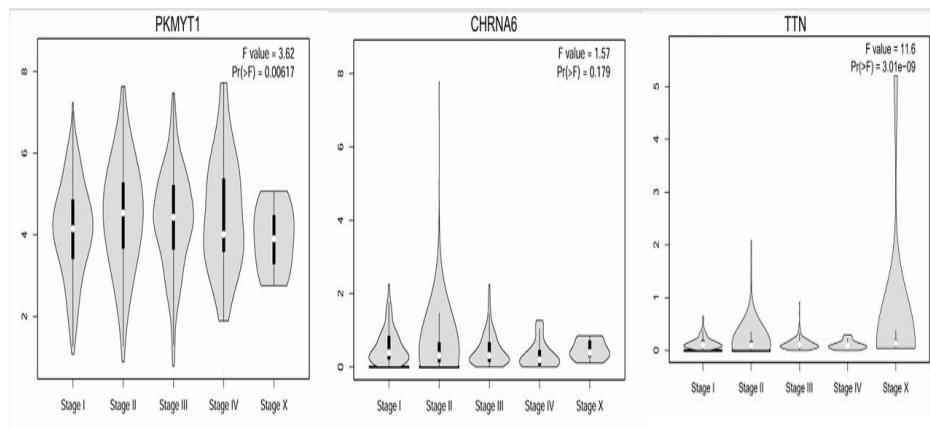 PKMYT1
F value = 3.62
Pr(>F) = 0.00617
8
6
4
2
Stage I Stage II Stage III Stage IV Stage X
CHRNA6
F value = 1.57
Pr(>F) = 0.179
8
6
4
2
0
Stage I Stage II Stage III Stage IV Stage X
TTN
F value = 11.6
Pr(>F) = 3.01e−09
5
4
3
2
1
0
Stage I Stage II Stage III Stage IV Stage X